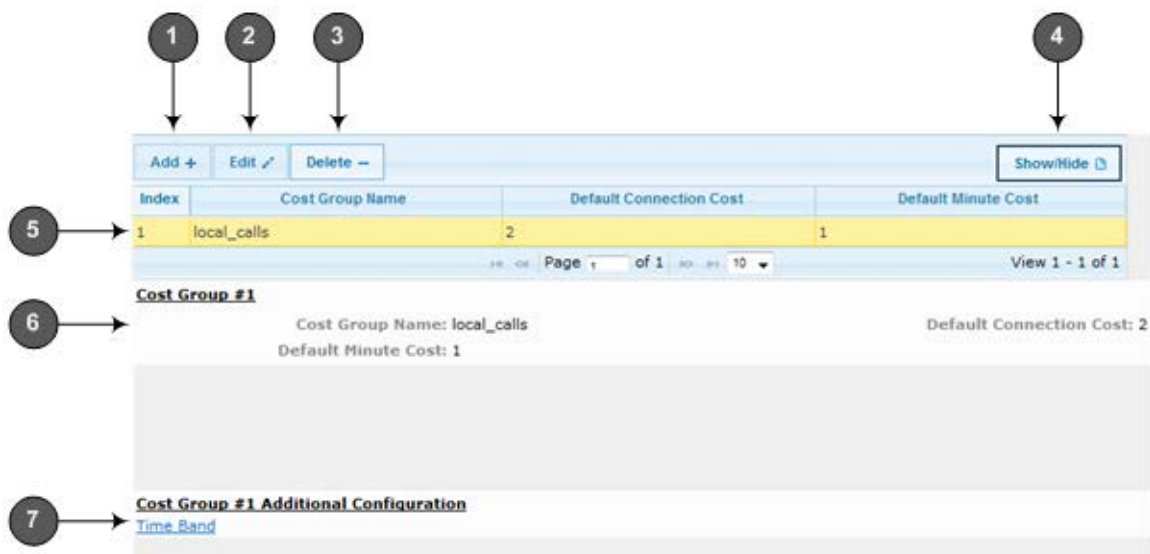 1 2 3 4
Add + Edit Delete – Show/Hide
Index Cost Group Name Default Connection Cost Default Minute Cost
5
1 local_calls 2 1
Page 1 of 1 10 View 1 - 1 of 1
Cost Group #1
6
Cost Group Name: local_calls Default Connection Cost: 2
Default Minute Cost: 1
Cost Group #1 Additional Configuration
7
Time Band